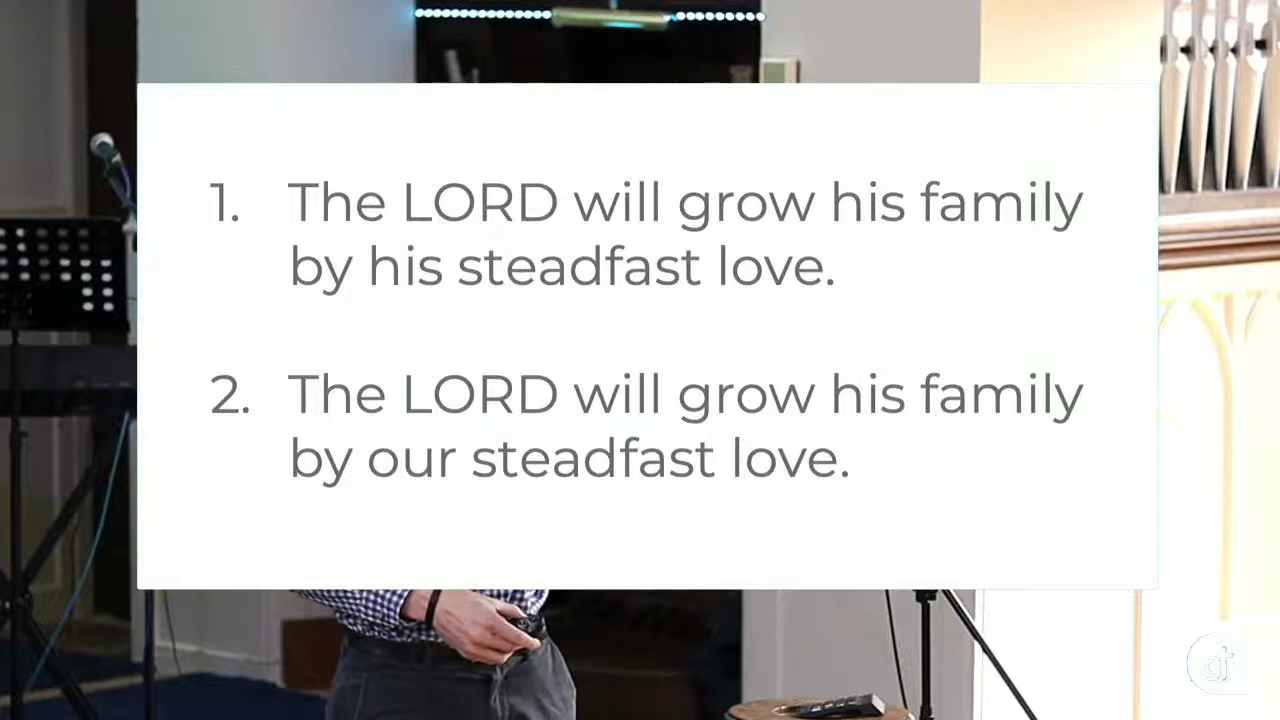 1. The LORD will grow his family
by his steadfast love.
2. The LORD will grow his family
by our steadfast love.
gt